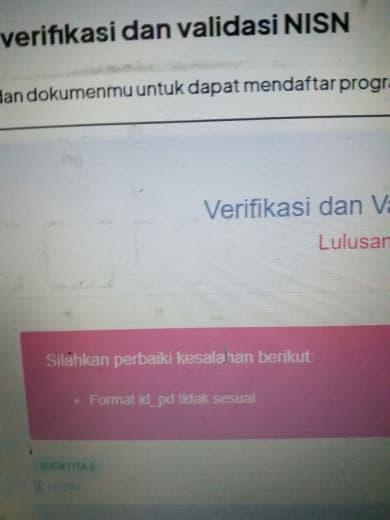 verifikasi dan validasi NISN
dan dokumenmu untuk dapat mendaftar progr
Verifikasi dan Va
Lulusan
Silahkan perbaiki kesalahan berikut:
• Format id_pd tidak sesuai
IDENTITAS
NISN